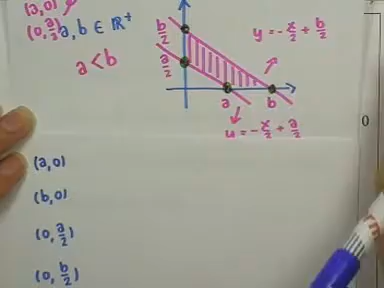 (a,0)
(0,a/2) a,b ∈ ℝ⁺
a < b
b/2
a/2
a
b
y = -x/2 + b/2
y = -x/2 + a/2
(a,0)
(b,0)
(0,a/2)
(0,b/2)